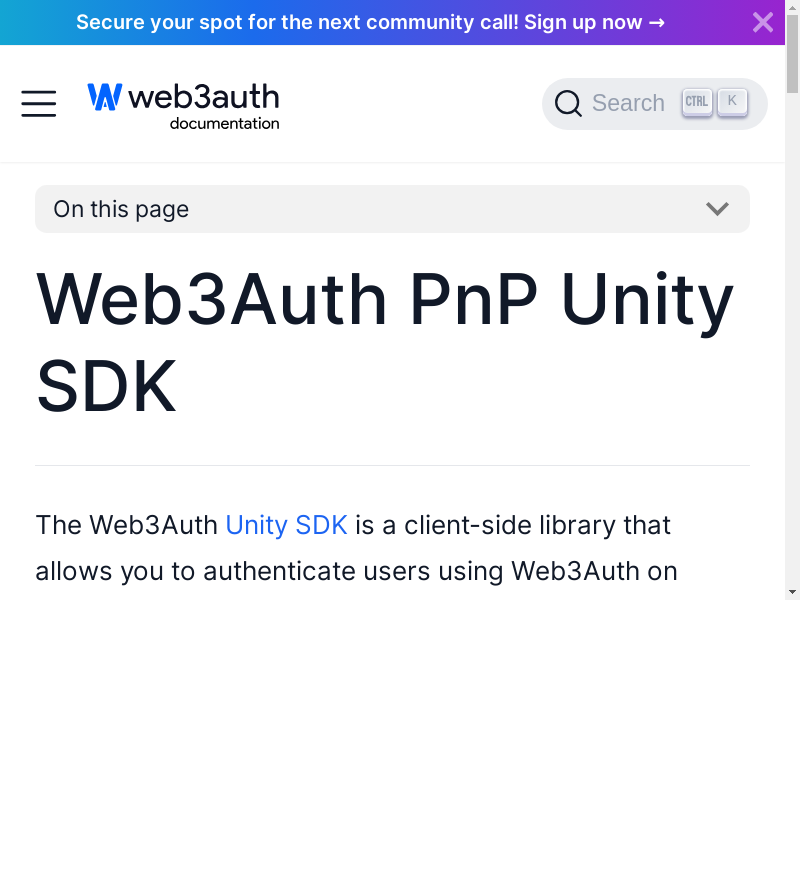 Secure your spot for the next community call! Sign up now →
web3auth
documentation
Search
CTRL
K
On this page
Web3Auth PnP Unity
SDK
The Web3Auth Unity SDK is a client-side library that
allows you to authenticate users using Web3Auth on